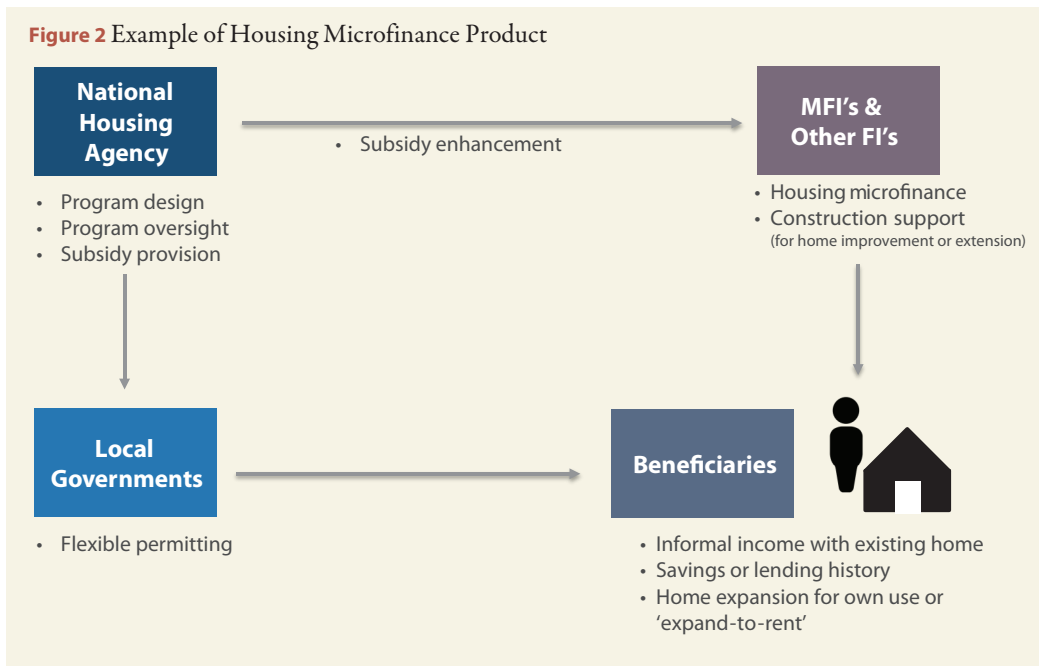 Figure 2 Example of Housing Microfinance Product
National
Housing
Agency
• Subsidy enhancement
MFI's &
Other FI's
• Program design
• Program oversight
• Subsidy provision
• Housing microfinance
• Construction support
(for home improvement or extension)
Local
Governments
• Flexible permitting
Beneficiaries
• Informal income with existing home
• Savings or lending history
• Home expansion for own use or
'expand-to-rent'